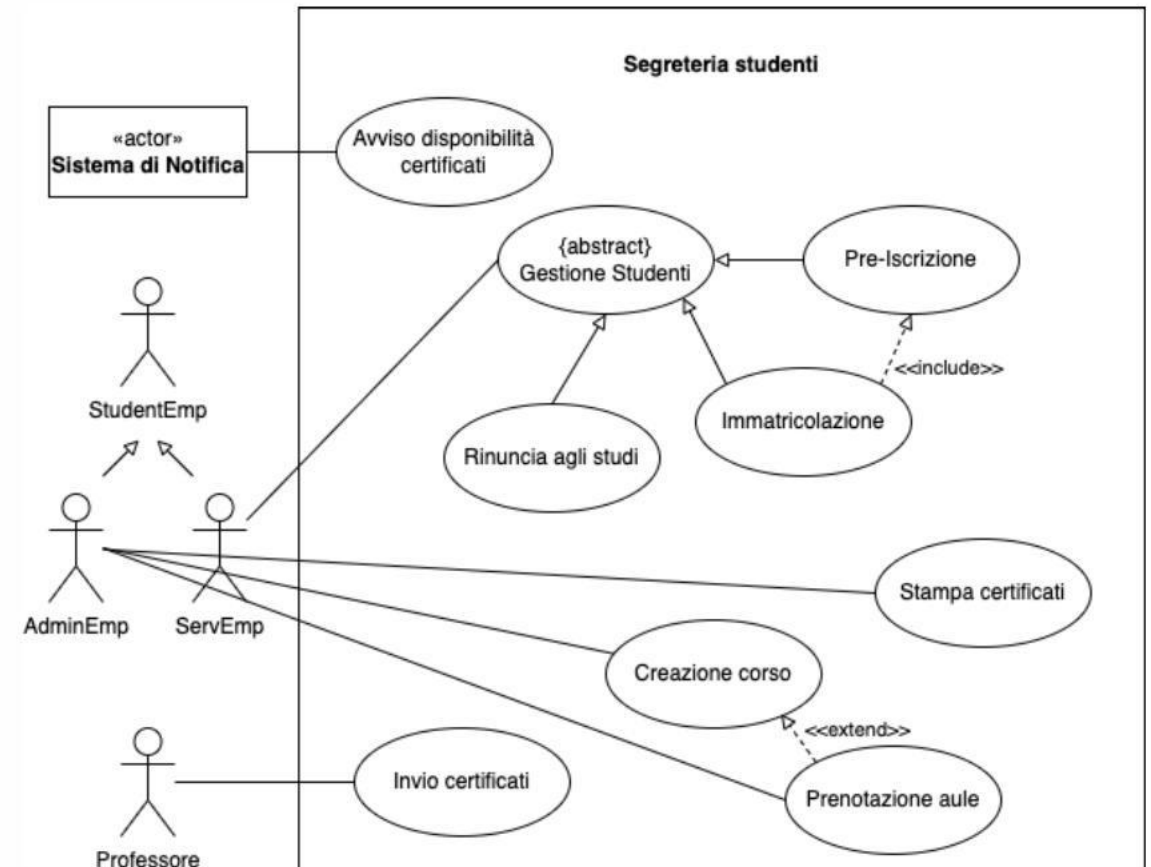 Segreteria studenti
«actor»
Sistema di Notifica
Avviso disponibilità
certificati
{abstract}
Gestione Studenti
Pre-Iscrizione
<<include>>
StudentEmp
Immatricolazione
Rinuncia agli studi
Stampa certificati
AdminEmp
ServEmp
Creazione corso
<<extend>>
Invio certificati
Prenotazione aule
Professore